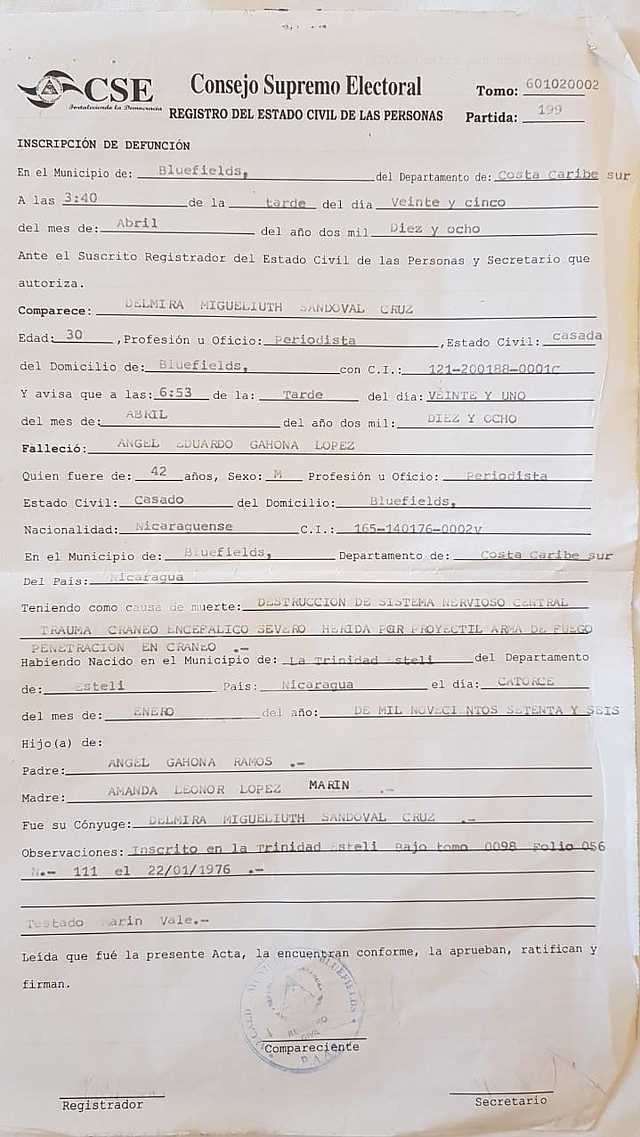 CSE Consejo Supremo Electoral Tomo: 601020002
Fortaleciendo la Democracia
REGISTRO DEL ESTADO CIVIL DE LAS PERSONAS Partida: 199
INSCRIPCIÓN DE DEFUNCIÓN
En el Municipio de: Bluefields, del Departamento de: Costa Caribe sur
A las 3:40 de la tarde del día Veinte y cinco
del mes de: Abril del año dos mil Diez y ocho
Ante el Suscrito Registrador del Estado Civil de las Personas y Secretario que
autoriza.
Comparece: DELMIRA MIGUELIUTH SANDOVAL CRUZ
Edad: 30 ,Profesión u Oficio: Periodista ,Estado Civil: casada
del Domicilio de: Bluefields, con C.I.: 121-200188-0001c
Y avisa que a las: 6:53 de la: Tarde del día: VEINTE Y UNO
del mes de: ABRIL del año dos mil: DIEZ Y OCHO
Falleció: ANGEL EDUARDO GAHONA LOPEZ
Quien fuere de: 42 años, Sexo: M Profesión u Oficio: Periodista
Estado Civil: Casado del Domicilio: Bluefields,
Nacionalidad: Nicaraguense C.I.: 165-140176-0002v
En el Municipio de: Bluefields, Departamento de: Costa Caribe sur
Del País: Nicaragua
Teniendo como causa de muerte: DESTRUCCION DE SISTEMA NERVIOSO CENTRAL
TRAUMA CRANEO ENCEFALICO SEVERO HERIDA POR PROYECTIL ARMA DE FUEGO
PENETRACION EN CRANEO .-
Habiendo Nacido en el Municipio de: La Trinidad Esteli del Departamento
de: Esteli País: Nicaragua el día: CATORCE
del mes de: ENERO del año: DE MIL NOVECI NTOS SETENTA Y SEIS
Hijo(a) de:
Padre: ANGEL GAHONA RAMOS .-
Madre: AMANDA LEONOR LOPEZ MARIN .-
Fue su Cónyuge: DELMIRA MIGUELIUTH SANDOVAL CRUZ .-
Observaciones: Inscrito en la Trinidad Esteli Bajo tomo 0098 Folio 056
N.- 111 el 22/01/1976 .-
Testado Marin Vale.-
Leída que fué la presente Acta, la encuentran conforme, la aprueban, ratifican y
firman.
BLUEFIELDS
REGISTRO
CIVIL
Compareciente
Registrador Secretario